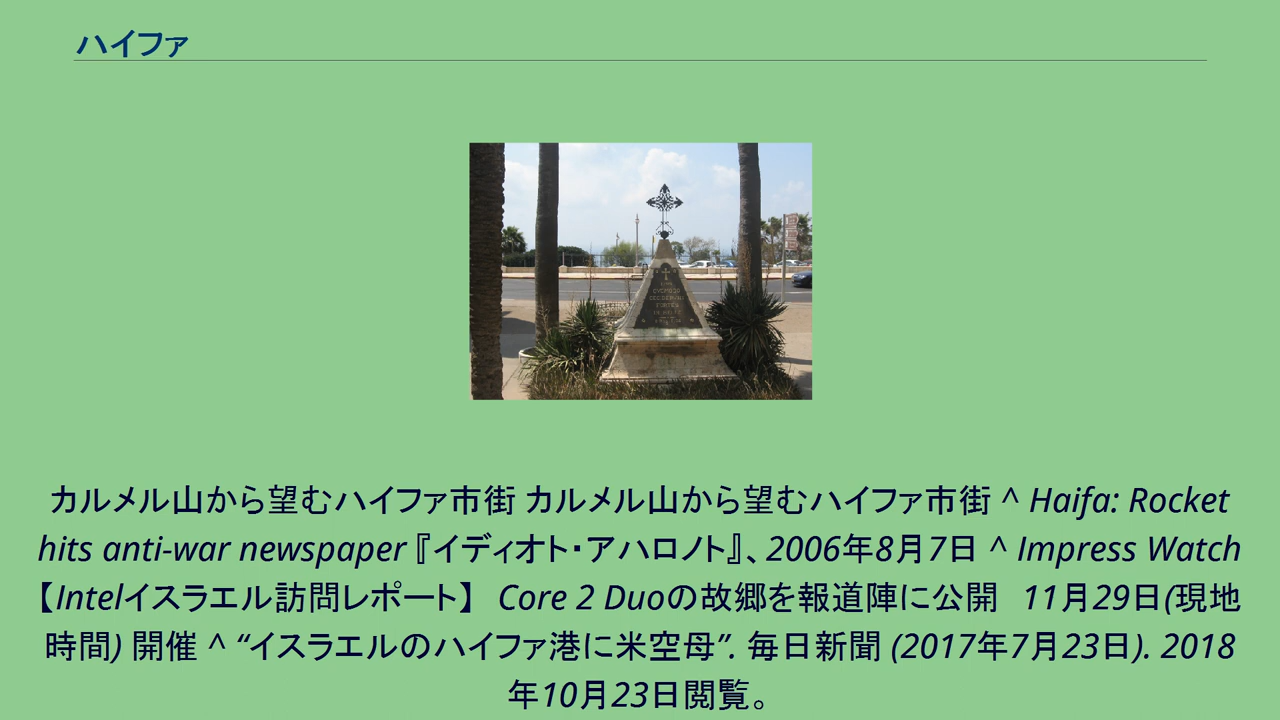 ハイファ
カルメル山から望むハイファ市街 カルメル山から望むハイファ市街 ^ Haifa: Rocket
hits anti-war newspaper『イディオト・アハロノト』、2006年8月7日 ^ Impress Watch
【Intelイスラエル訪問レポート】 Core 2 Duoの故郷を報道陣に公開 11月29日(現地
時間) 開催 ^ “イスラエルのハイファ港に米空母”. 毎日新聞 (2017年7月23日). 2018
年10月23日閲覧。